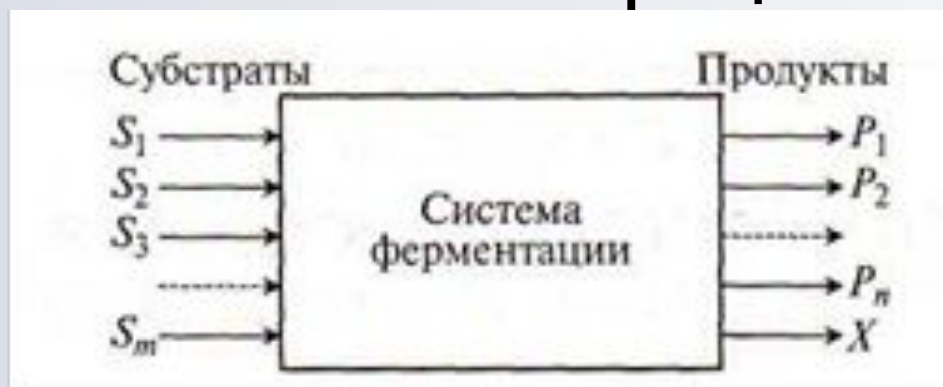 Субстраты
Продукты
S₁
P₁
S₂
P₂
S₃
Система
ферментации
Pₙ
Sₘ
X